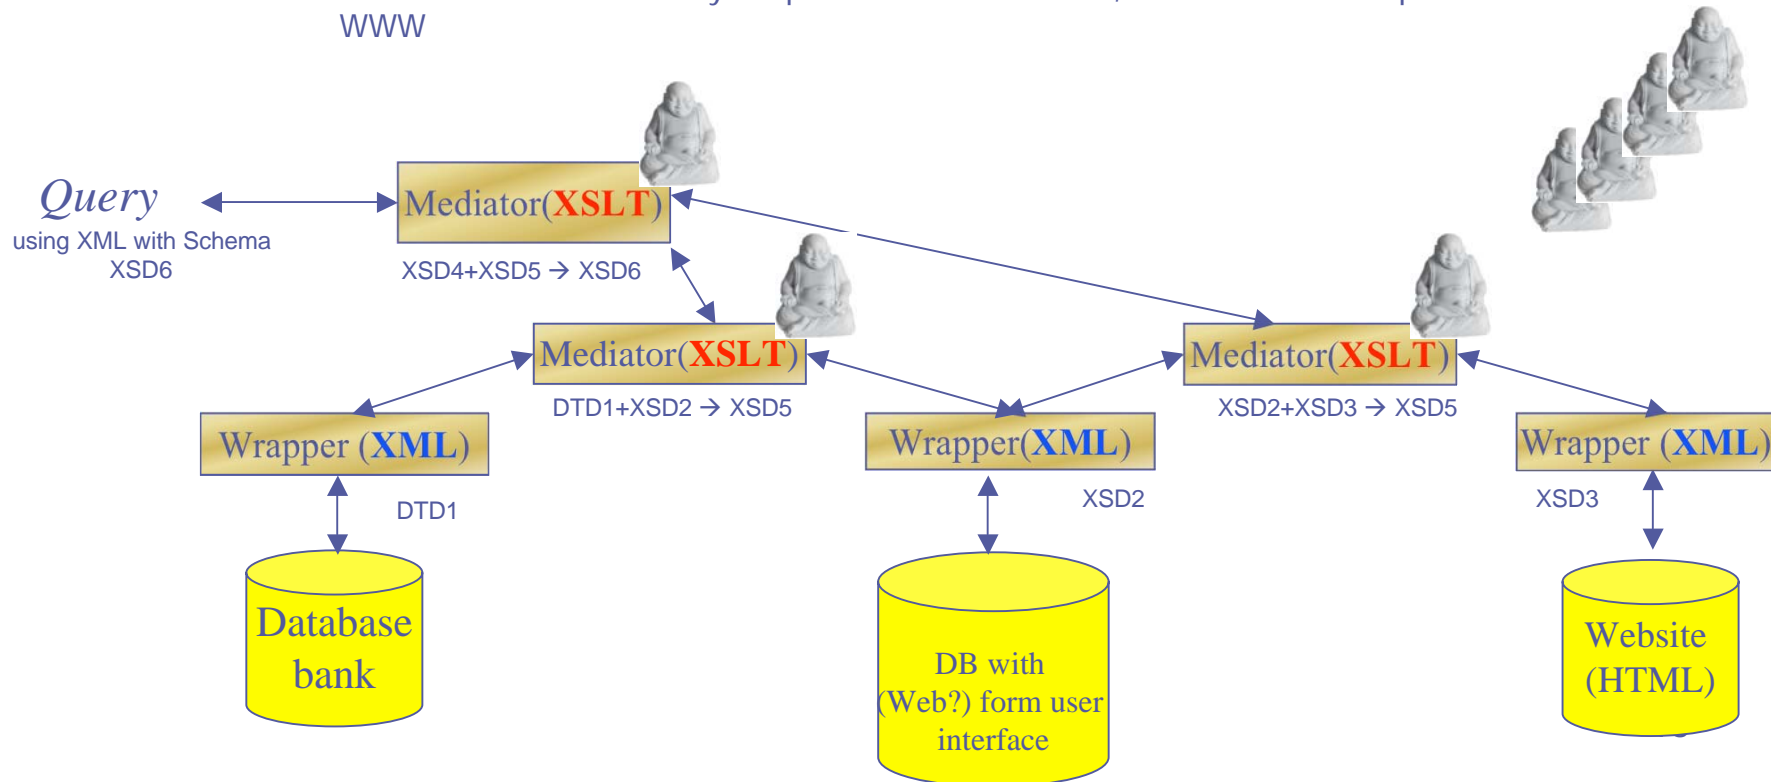 WWW
Query
using XML with Schema
XSD6
Mediator(XSLT)
XSD4+XSD5 → XSD6
Mediator(XSLT)
DTD1+XSD2 → XSD5
Mediator(XSLT)
XSD2+XSD3 → XSD5
Wrapper (XML)
DTD1
Wrapper(XML)
XSD2
Wrapper (XML)
XSD3
Database
bank
DB with
(Web?) form user
interface
Website
(HTML)